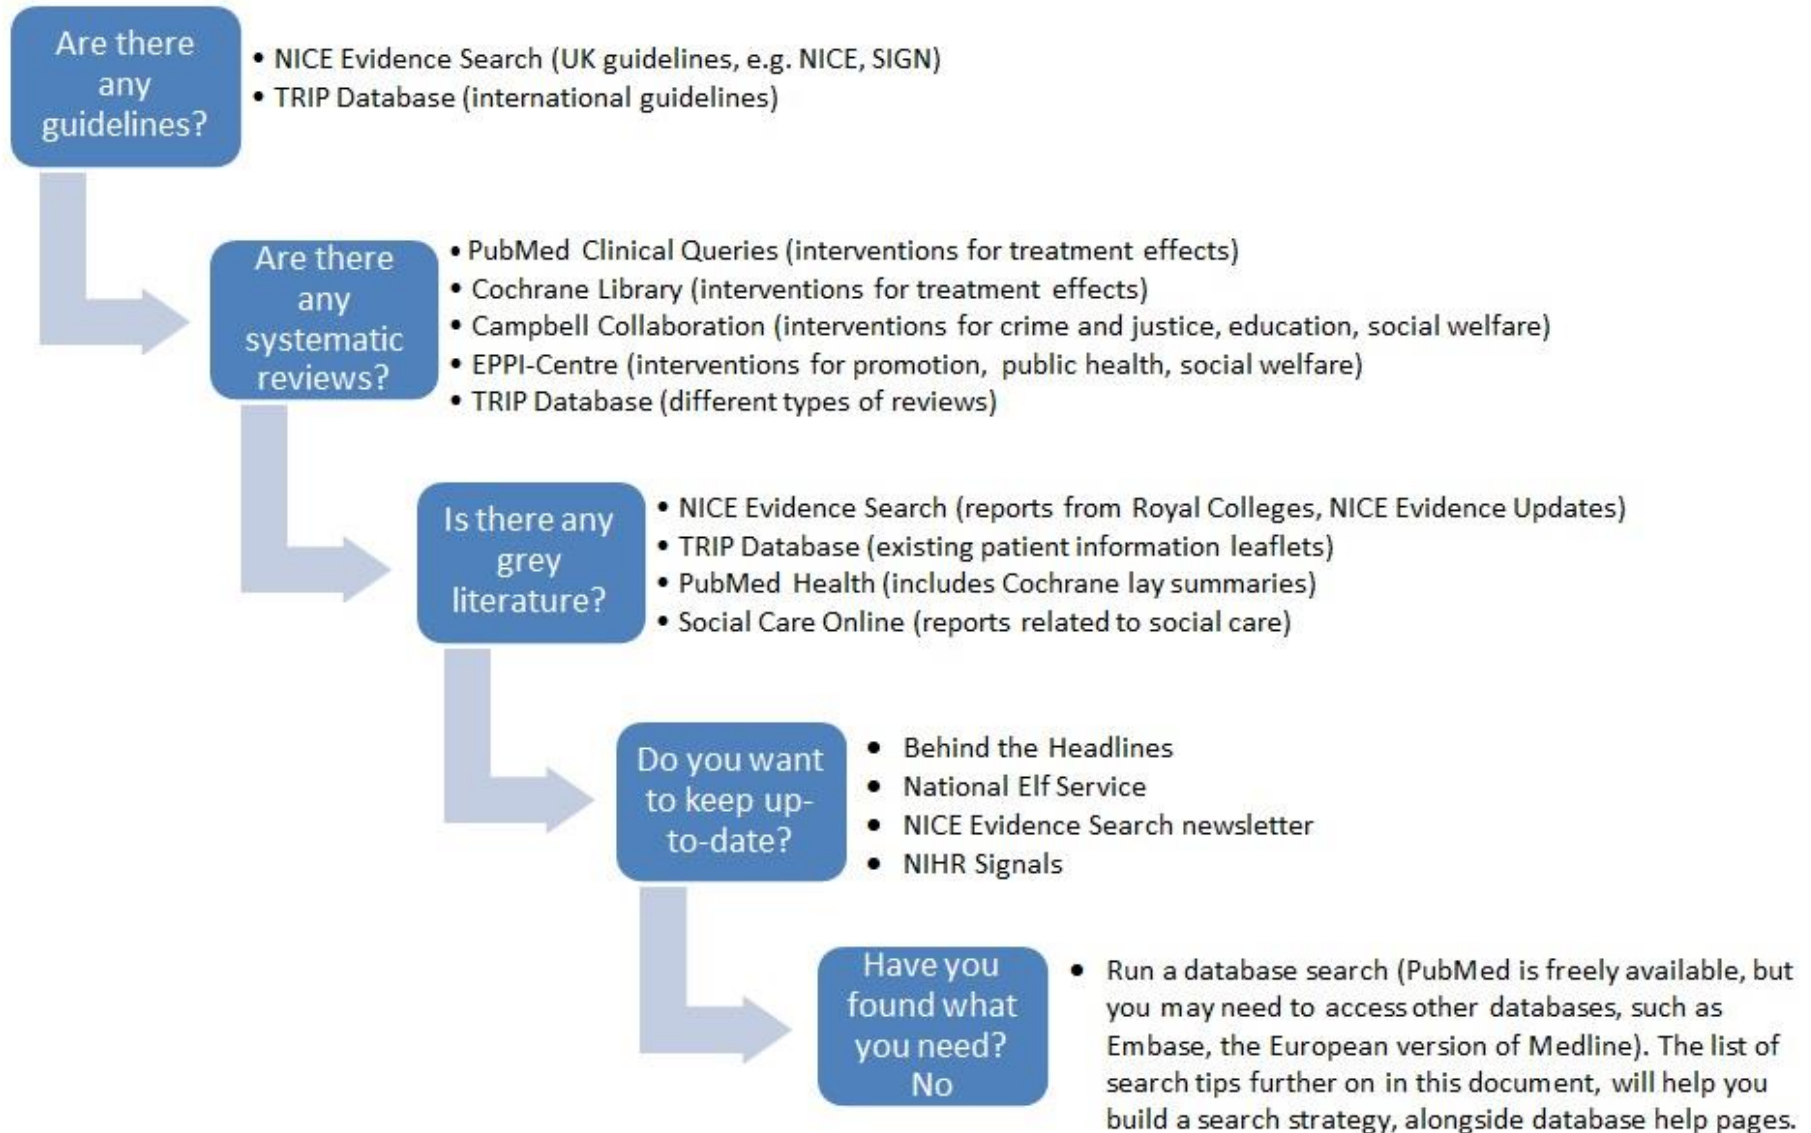 Are there
any
guidelines?
• NICE Evidence Search (UK guidelines, e.g. NICE, SIGN)
• TRIP Database (international guidelines)
Are there
any
systematic
reviews?
• PubMed Clinical Queries (interventions for treatment effects)
• Cochrane Library (interventions for treatment effects)
• Campbell Collaboration (interventions for crime and justice, education, social welfare)
• EPPI-Centre (interventions for promotion, public health, social welfare)
• TRIP Database (different types of reviews)
Is there any
grey
literature?
• NICE Evidence Search (reports from Royal Colleges, NICE Evidence Updates)
• TRIP Database (existing patient information leaflets)
• PubMed Health (includes Cochrane lay summaries)
• Social Care Online (reports related to social care)
Do you want
to keep up-
to-date?
• Behind the Headlines
• National Elf Service
• NICE Evidence Search newsletter
• NIHR Signals
Have you
found what
you need?
No
• Run a database search (PubMed is freely available, but
you may need to access other databases, such as
Embase, the European version of Medline). The list of
search tips further on in this document, will help you
build a search strategy, alongside database help pages.